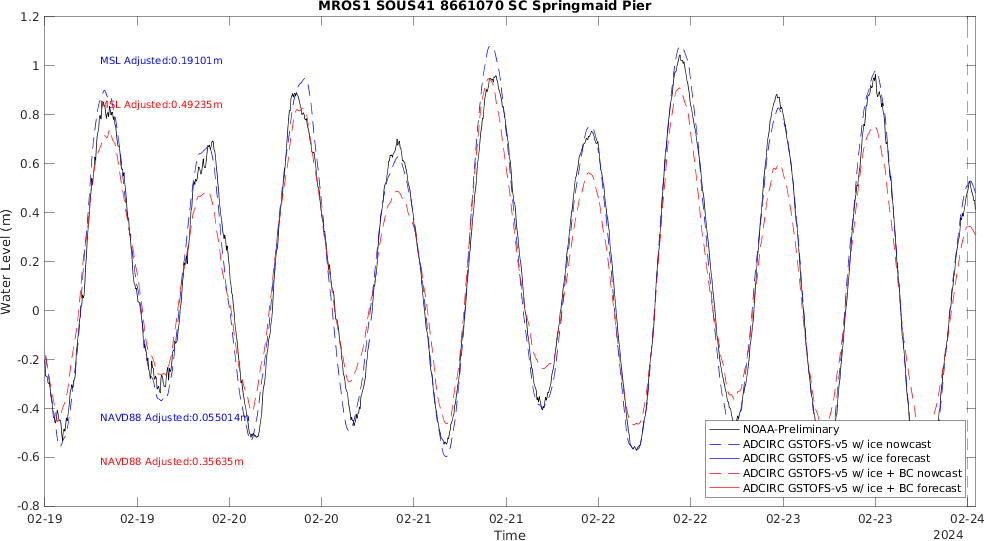 MROS1 SOUS41 8661070 SC Springmaid Pier
1.2
1
0.8
0.6
0.4
0.2
0
-0.2
-0.4
-0.6
-0.8
Water Level (m)
MSL Adjusted:0.19101m
MSL Adjusted:0.49235m
NAVD88 Adjusted:0.055014m
NAVD88 Adjusted:0.35635m
NOAA-Preliminary
ADCIRC GSTOFS-v5 w/ ice nowcast
ADCIRC GSTOFS-v5 w/ ice forecast
ADCIRC GSTOFS-v5 w/ ice + BC nowcast
ADCIRC GSTOFS-v5 w/ ice + BC forecast
02-19 02-19 02-20 02-20 02-21 02-21 02-22 02-22 02-23 02-23 02-24
Time
2024